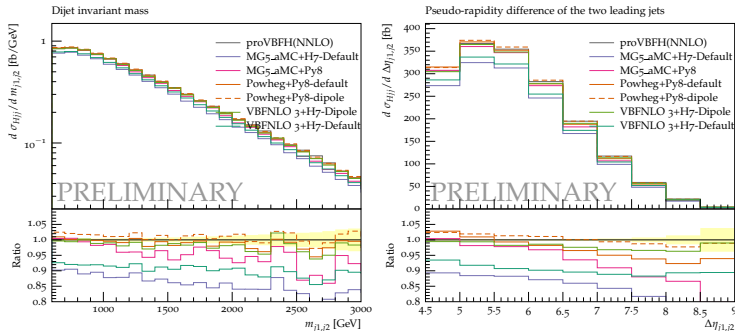 Dijet invariant mass
d σHjj/d mj1,j2 [fb/GeV]
1
10⁻¹
proVBFH(NNLO)
MG5_aMC+H7-Default
MG5_aMC+Py8
Powheg+Py8-default
Powheg+Py8-dipole
VBFNLO 3+H7-Dipole
VBFNLO 3+H7-Default
PRELIMINARY
Ratio
1.05
1.0
0.95
0.9
0.85
0.8
1000 1500 2000 2500 3000
mj1,j2 [GeV]
Pseudo-rapidity difference of the two leading jets
d σHjj/d Δηj1,j2 [fb]
400
350
300
250
200
150
100
50
0
proVBFH(NNLO)
MG5_aMC+H7-Default
MG5_aMC+Py8
Powheg+Py8-default
Powheg+Py8-dipole
VBFNLO 3+H7-Dipole
VBFNLO 3+H7-Default
PRELIMINARY
Ratio
1.05
1.0
0.95
0.9
0.85
0.8
4.5 5 5.5 6 6.5 7 7.5 8 8.5 9
Δηj1,j2